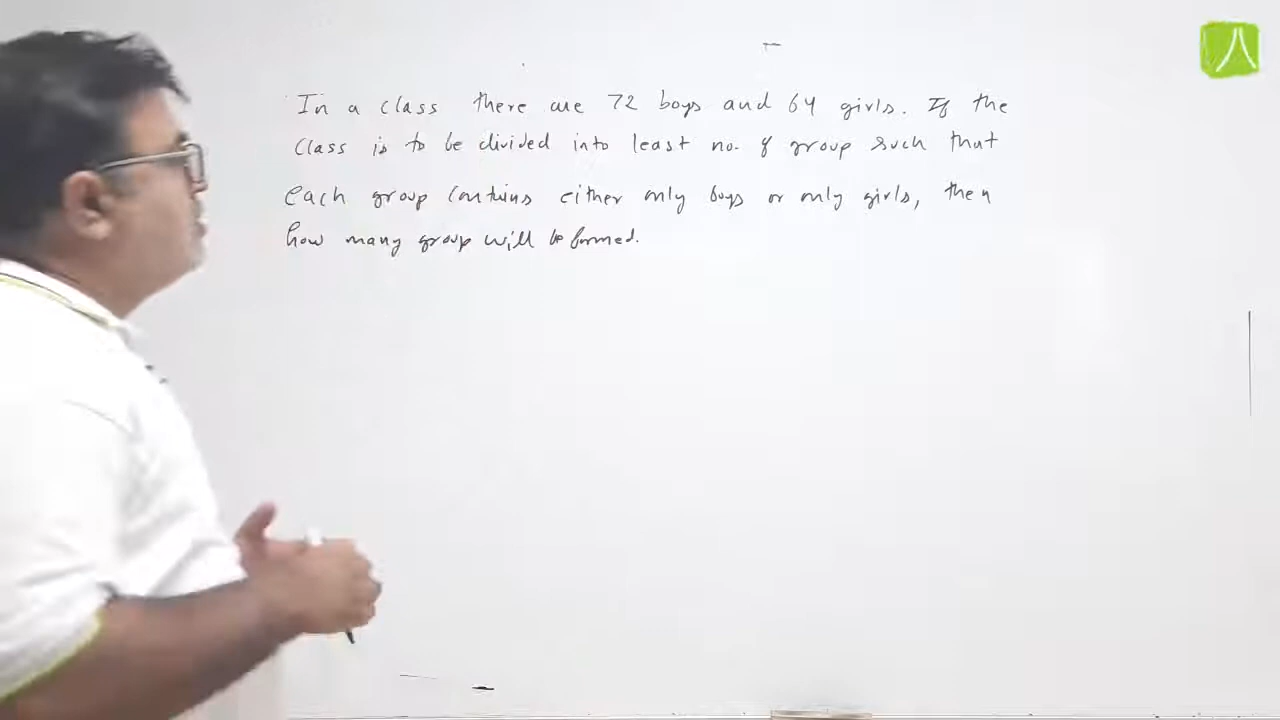 In a class there are 72 boys and 64 girls. If the
class is to be divided into least no. of group such that
each group contains either only boys or only girls, then
how many group will be formed.